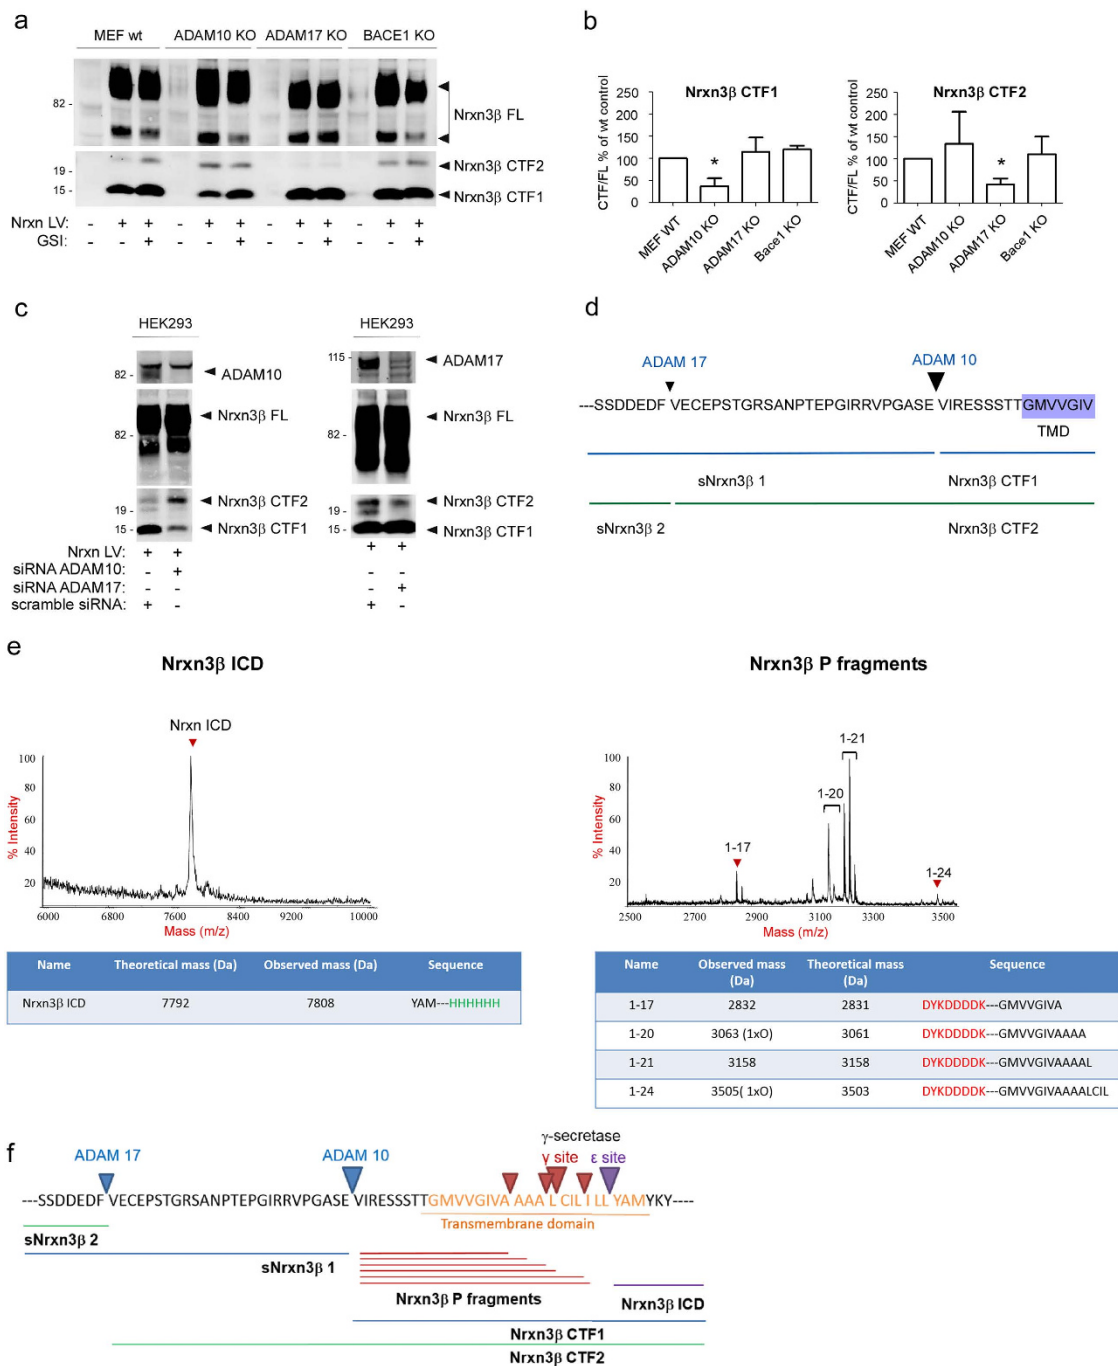 a
MEF wt ADAM10 KO ADAM17 KO BACE1 KO
82 -
Nrxn3β FL
19 -
Nrxn3β CTF2
15 -
Nrxn3β CTF1
Nrxn LV: - + + - + + - + + - + +
GSI: - - + - - + - - + - - +
b
Nrxn3β CTF1
CTF/FL % of wt control
250
200
150
100
50
0
*
MEF WT
ADAM10 KO
ADAM17 KO
Bace1 KO
Nrxn3β CTF2
CTF/FL % of wt control
250
200
150
100
50
0
*
MEF WT
ADAM10 KO
ADAM17 KO
Bace1 KO
c
HEK293
82 -
ADAM10
Nrxn3β FL
82 -
Nrxn3β CTF2
19 -
15 -
Nrxn3β CTF1
HEK293
115 -
ADAM17
Nrxn3β FL
82 -
Nrxn3β CTF2
19 -
15 -
Nrxn3β CTF1
Nrxn LV: + + + +
siRNA ADAM10: - + - -
siRNA ADAM17: - - - +
scramble siRNA: + - + -
d
ADAM 17 ADAM 10
---SSDDEDF VECEPSTGRSANPTEPGIRRVPGASE VIRESSSTTGMVVGIV
TMD
sNrxn3β 1 Nrxn3β CTF1
sNrxn3β 2 Nrxn3β CTF2
e
Nrxn3β ICD
Nrxn ICD
% Intensity
100
80
60
40
20
6000 6800 7600 8400 9200 10000
Mass (m/z)
Name Theoretical mass (Da) Observed mass (Da) Sequence
Nrxn3β ICD 7792 7808 YAM---HHHHHH
Nrxn3β P fragments
1-21
1-20
1-17
1-24
% Intensity
100
80
60
40
20
2500 2900 3100 3300 3500
Mass (m/z)
Name Observed mass (Da) Theoretical mass (Da) Sequence
1-17 2832 2831 DYKDDDDK---GMVVGIVA
1-20 3063 (1xO) 3061 DYKDDDDK---GMVVGIVAAAA
1-21 3158 3158 DYKDDDDK---GMVVGIVAAAAL
1-24 3505( 1xO) 3503 DYKDDDDK---GMVVGIVAAAALCIL
f
γ-secretase
ADAM 17 ADAM 10 γ site ε site
---SSDDEDFVECEPSTGRSANPTEPGIRRVPGASEVIRESSSTTGMVVGIVA AAA L CIL I LL YAM YKY----
Transmembrane domain
sNrxn3β 2
sNrxn3β 1
Nrxn3β P fragments
Nrxn3β ICD
Nrxn3β CTF1
Nrxn3β CTF2